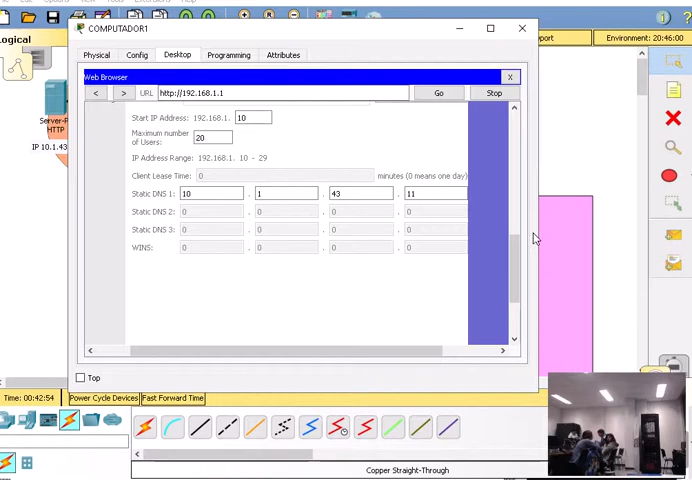 Logical
COMPUTADOR1
port
Environment: 20:46:00
Physical Config Desktop Programming Attributes
Web Browser X
< > URL http://192.168.1.1 Go Stop
Server-P
HTTP
IP 10.1.43
Start IP Address: 192.168.1. 10
Maximum number
of Users: 20
IP Address Range: 192.168.1. 10 - 29
Client Lease Time: 0 minutes (0 means one day)
Static DNS 1: 10 . 1 . 43 . 11
Static DNS 2: 0 . 0 . 0 . 0
Static DNS 3: 0 . 0 . 0 . 0
WINS: 0 . 0 . 0 . 0
Top
Time: 00:42:54 Power Cycle Devices Fast Forward Time
Copper Straight-Through